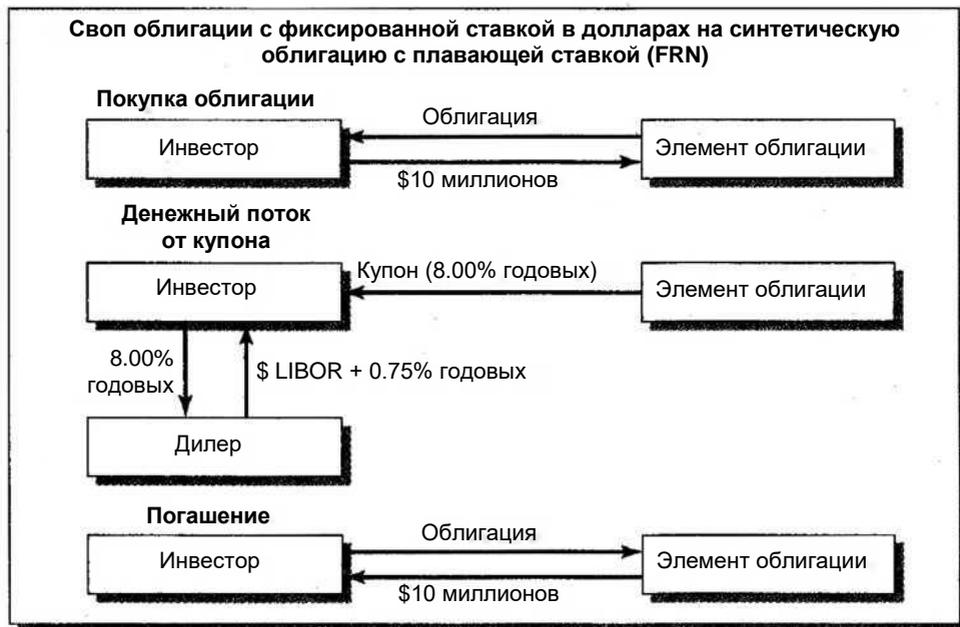 Своп облигации с фиксированной ставкой в долларах на синтетическую
облигацию с плавающей ставкой (FRN)
Покупка облигации
Облигация
Инвестор
Элемент облигации
$10 миллионов
Денежный поток
от купона
Купон (8.00% годовых)
Инвестор
Элемент облигации
8.00%
годовых
$ LIBOR + 0.75% годовых
Дилер
Погашение
Облигация
Инвестор
Элемент облигации
$10 миллионов